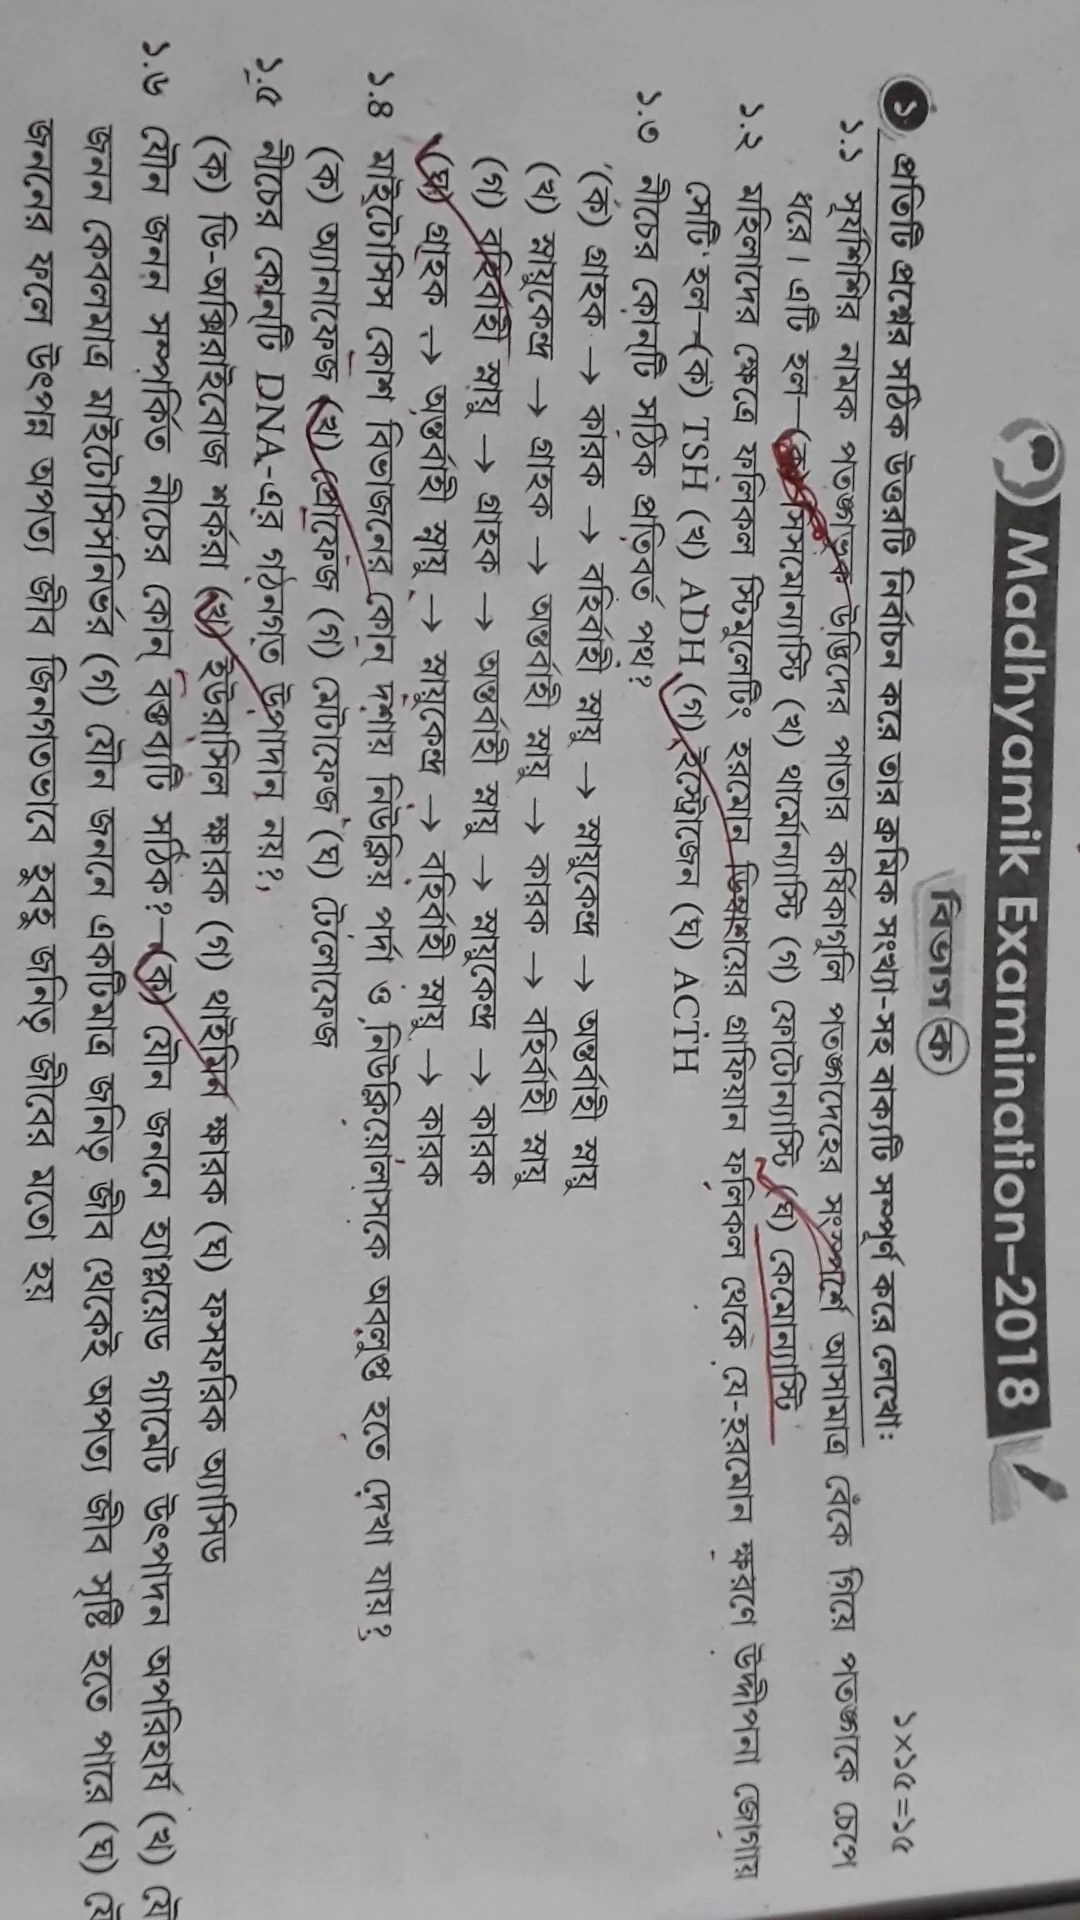 Madhyamik Examination–2018
বিভাগ ক
১ প্রতিটি প্রশ্নের সঠিক উত্তরটি নির্বাচন করে তার ক্রমিক সংখ্যা-সহ বাক্যটি সম্পূর্ণ করে লেখো: ১×১৫=১৫
১.১ সূর্যশিশির নামক পতঙ্গভুক উদ্ভিদের পাতার কর্ষিকাগুলি পতঙ্গদেহের সংস্পর্শে আসামাত্র বেঁকে গিয়ে পতঙ্গকে চেপে
ধরে। এটি হল—(ক) সিসমোন্যাস্টি (খ) থার্মোন্যাস্টি (গ) ফোটোন্যাস্টি (ঘ) কেমোন্যাস্টি
১.২ মহিলাদের ক্ষেত্রে ফলিকল স্টিমুলেটিং হরমোন ডিম্বাশয়ের গ্রাফিয়ান ফলিকল থেকে যে-হরমোন ক্ষরণে উদ্দীপনা জোগায়
সেটি হল—(ক) TSH (খ) ADH (গ) ইস্ট্রোজেন (ঘ) ACTH
১.৩ নীচের কোন্‌টি সঠিক প্রতিবর্ত পথ?
(ক) গ্রাহক → কারক → বহির্বাহী স্নায়ু → স্নায়ুকেন্দ্র → অন্তর্বাহী স্নায়ু
(খ) স্নায়ুকেন্দ্র → গ্রাহক → অন্তর্বাহী স্নায়ু → কারক → বহির্বাহী স্নায়ু
(গ) বহির্বাহী স্নায়ু → গ্রাহক → অন্তর্বাহী স্নায়ু → স্নায়ুকেন্দ্র → কারক
(ঘ) গ্রাহক → অন্তর্বাহী স্নায়ু → স্নায়ুকেন্দ্র → বহির্বাহী স্নায়ু → কারক
১.৪ মাইটোসিস কোশ বিভাজনের কোন্ দশায় নিউক্লিয় পর্দা ও নিউক্লিয়োলাসকে অবলুপ্ত হতে দেখা যায়?
(ক) অ্যানাফেজ (খ) প্রোফেজ (গ) মেটাফেজ (ঘ) টেলোফেজ
১.৫ নীচের কোন্‌টি DNA-এর গঠনগত উপাদান নয়?
(ক) ডি-অক্সিরাইবোজ শর্করা (খ) ইউরাসিল ক্ষারক (গ) থাইমিন ক্ষারক (ঘ) ফসফরিক অ্যাসিড
১.৬ যৌন জনন সম্পর্কিত নীচের কোন্ বক্তব্যটি সঠিক?—(ক) যৌন জননে হ্যাপ্লয়েড গ্যামেট উৎপাদন অপরিহার্য (খ) যৌ
জনন কেবলমাত্র মাইটোসিসনির্ভর (গ) যৌন জননে একটিমাত্র জনিতৃ জীব থেকেই অপত্য জীব সৃষ্টি হতে পারে (ঘ) যৌ
জননের ফলে উৎপন্ন অপত্য জীব জিনগতভাবে হুবহু জনিতৃ জীবের মতো হয়